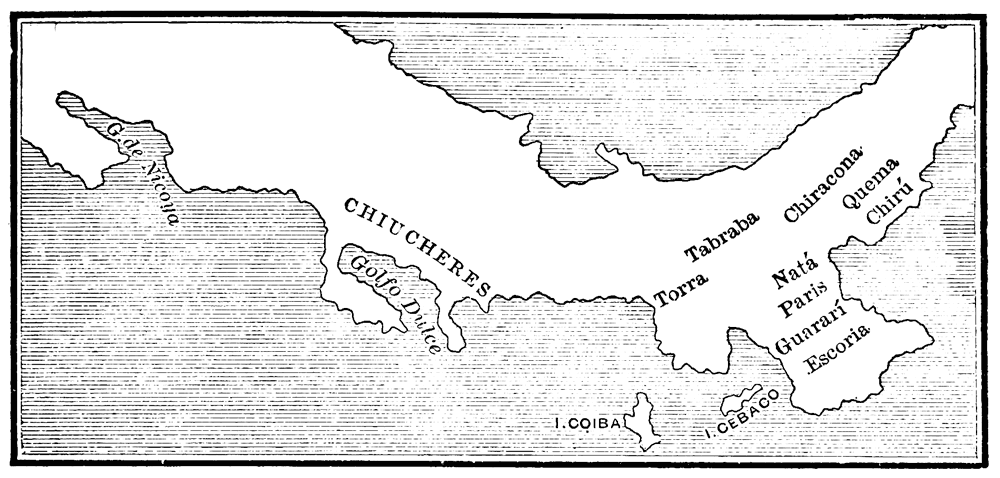 G. de Nicoya
CHIUCHERES
Golfo Dulce
Torra
Tabraba
Chiracona
Quema
Chirú
Natá
Paris
Guararí
Escoria
I. COIBA
I. CEBACO